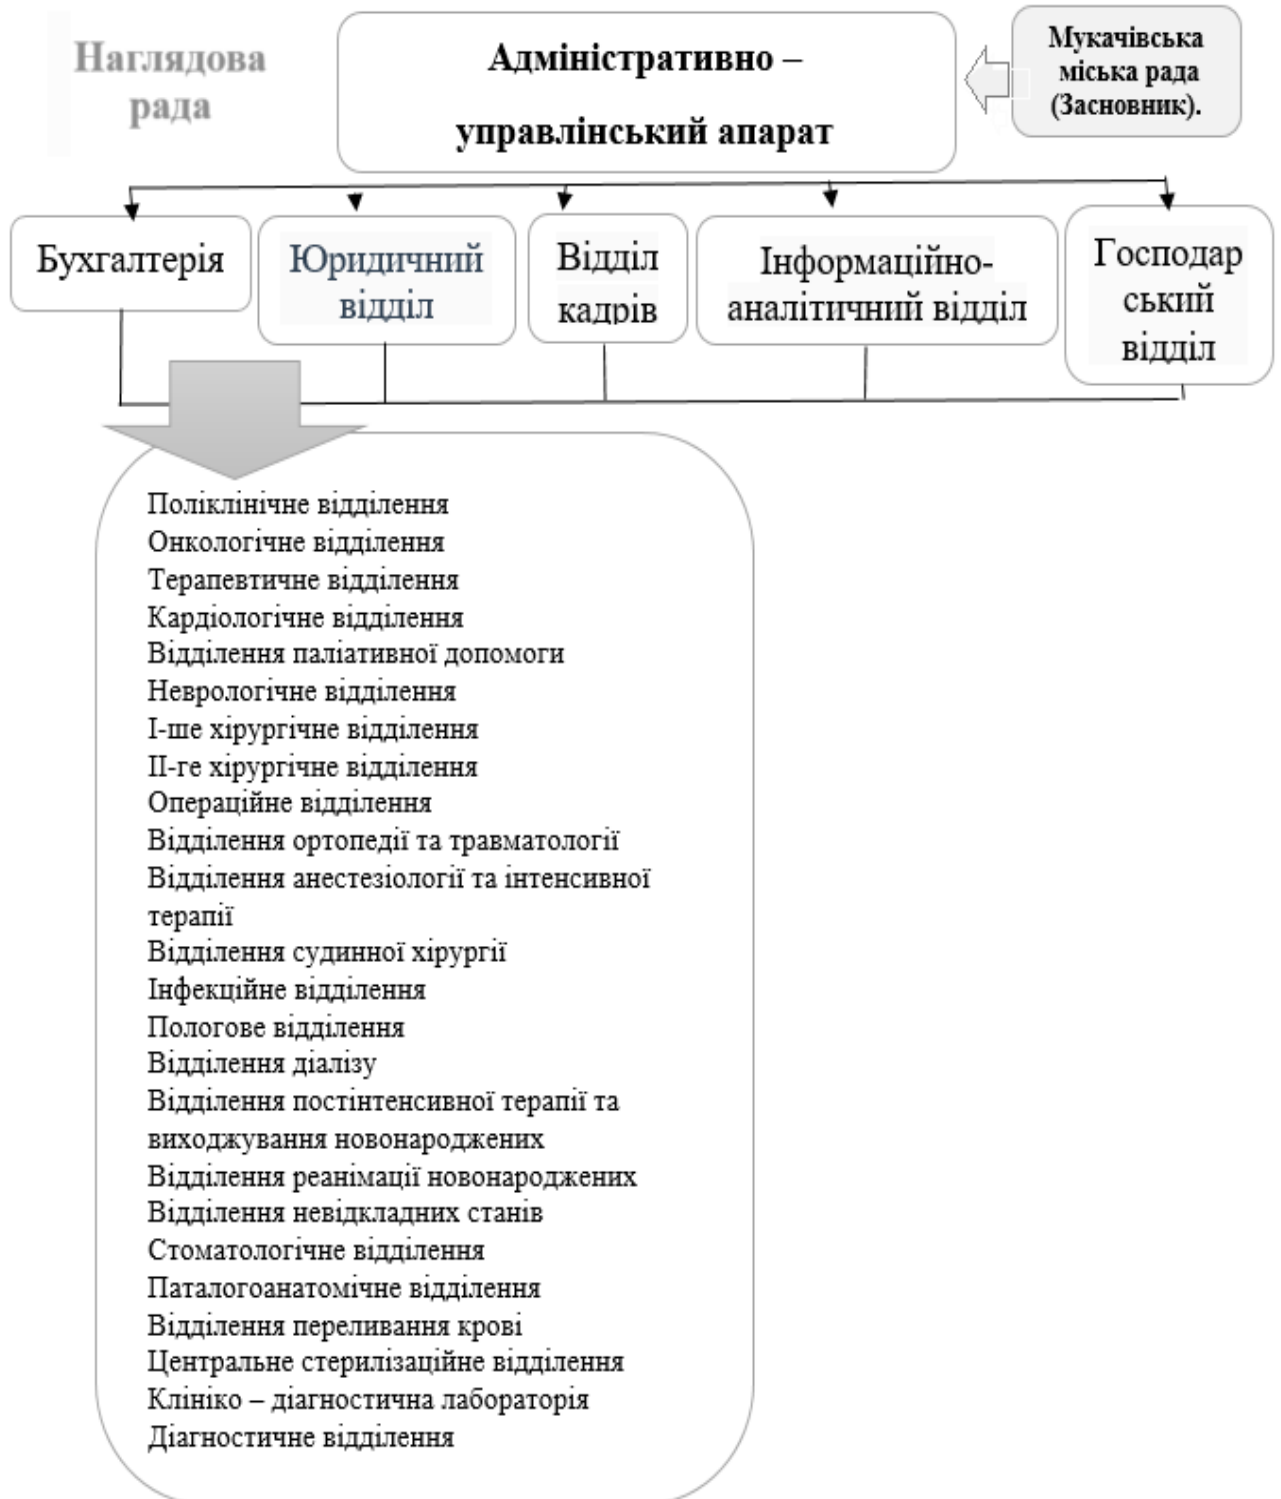 Наглядова
рада
Адміністративно –
управлінський апарат
Мукачівська
міська рада
(Засновник).
Бухгалтерія
Юридичний
відділ
Відділ
кадрів
Інформаційно-
аналітичний відділ
Господар
ський
відділ
Поліклінічне відділення
Онкологічне відділення
Терапевтичне відділення
Кардіологічне відділення
Відділення паліативної допомоги
Неврологічне відділення
І-ше хірургічне відділення
ІІ-ге хірургічне відділення
Операційне відділення
Відділення ортопедії та травматології
Відділення анестезіології та інтенсивної
терапії
Відділення судинної хірургії
Інфекційне відділення
Пологове відділення
Відділення діалізу
Відділення постінтенсивної терапії та
виходжування новонароджених
Відділення реанімації новонароджених
Відділення невідкладних станів
Стоматологічне відділення
Паталогоанатомічне відділення
Відділення переливання крові
Центральне стерилізаційне відділення
Клініко – діагностична лабораторія
Діагностичне відділення